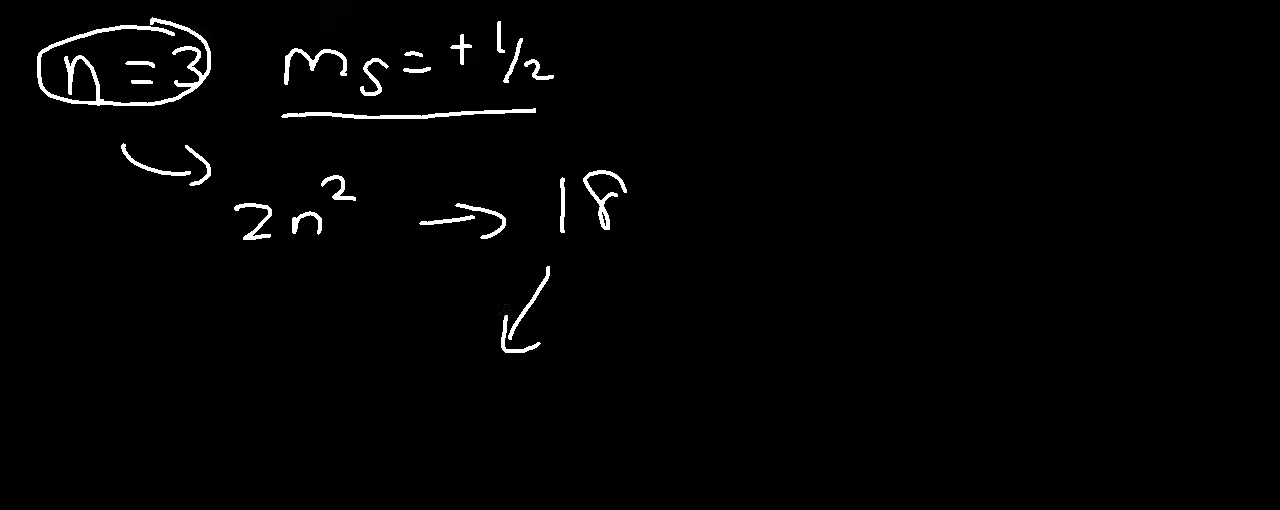 n = 3 ms = + 1/2
→ 2n² → 18